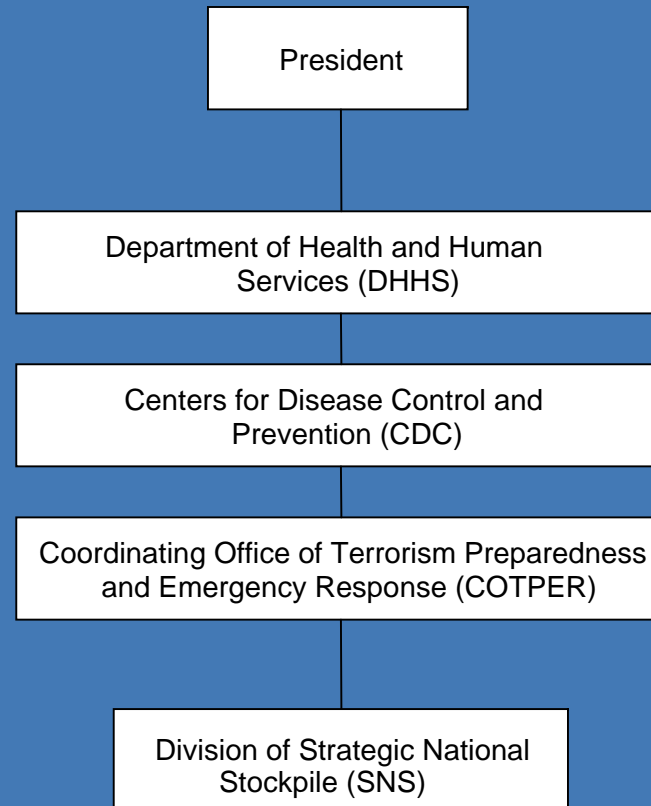 President
Department of Health and Human
Services (DHHS)
Centers for Disease Control and
Prevention (CDC)
Coordinating Office of Terrorism Preparedness
and Emergency Response (COTPER)
Division of Strategic National
Stockpile (SNS)